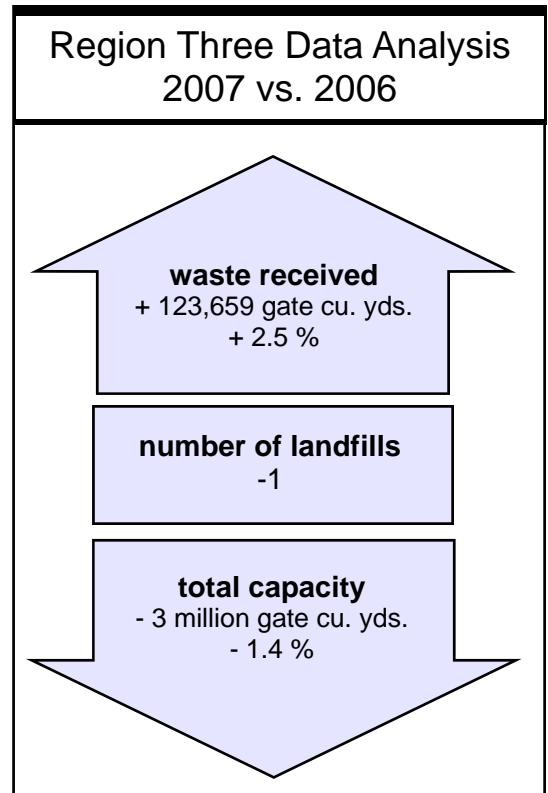 Region Three Data Analysis
2007 vs. 2006
waste received
+ 123,659 gate cu. yds.
+ 2.5 %
number of landfills
-1
total capacity
- 3 million gate cu. yds.
- 1.4 %